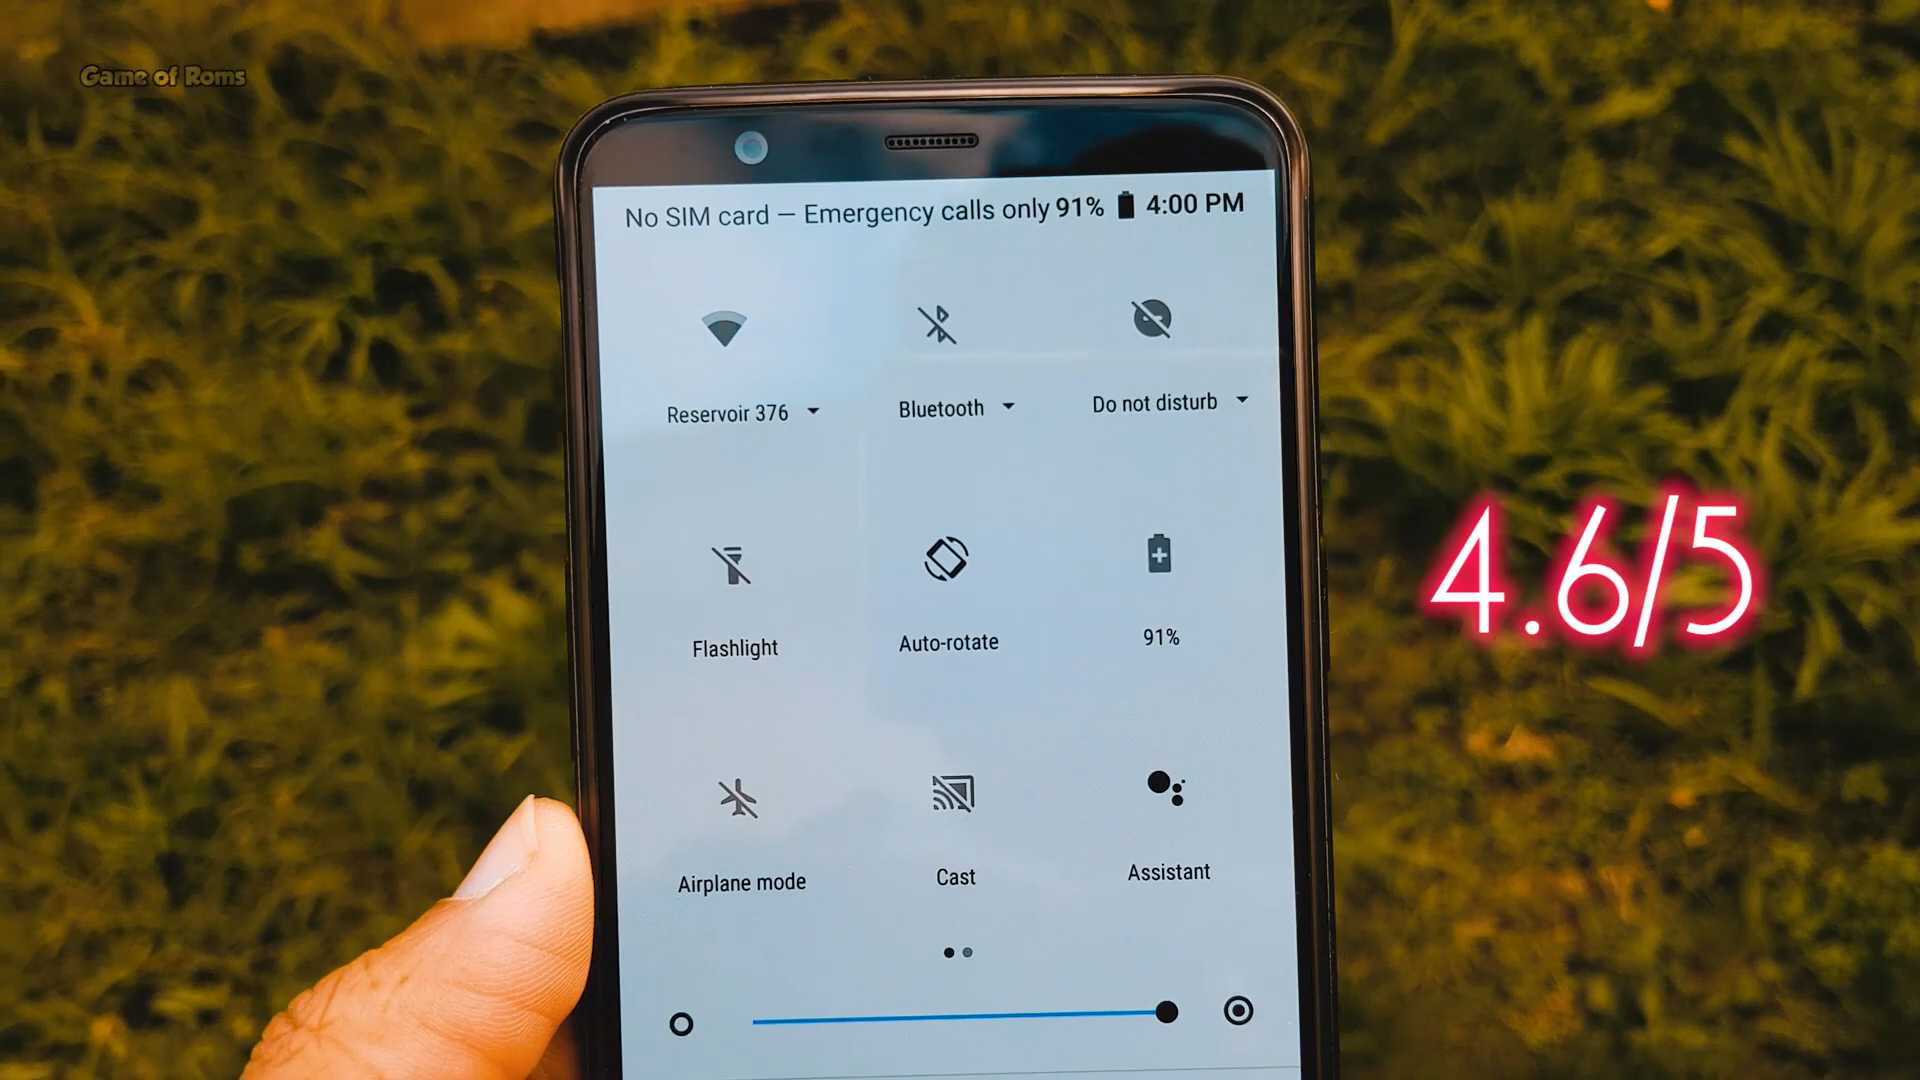 Game of Roms
No SIM card — Emergency calls only 91% 4:00 PM
Reservoir 376
Bluetooth
Do not disturb
4.6/5
Flashlight
Auto-rotate
91%
Airplane mode
Cast
Assistant